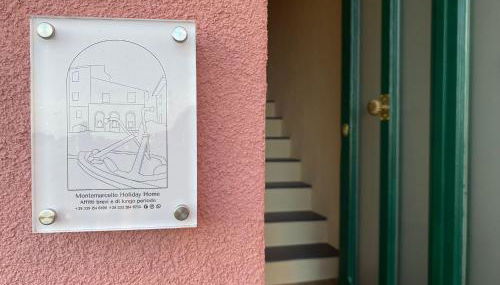 Montemarcello Holiday Home
Affitti brevi e di lungo periodo